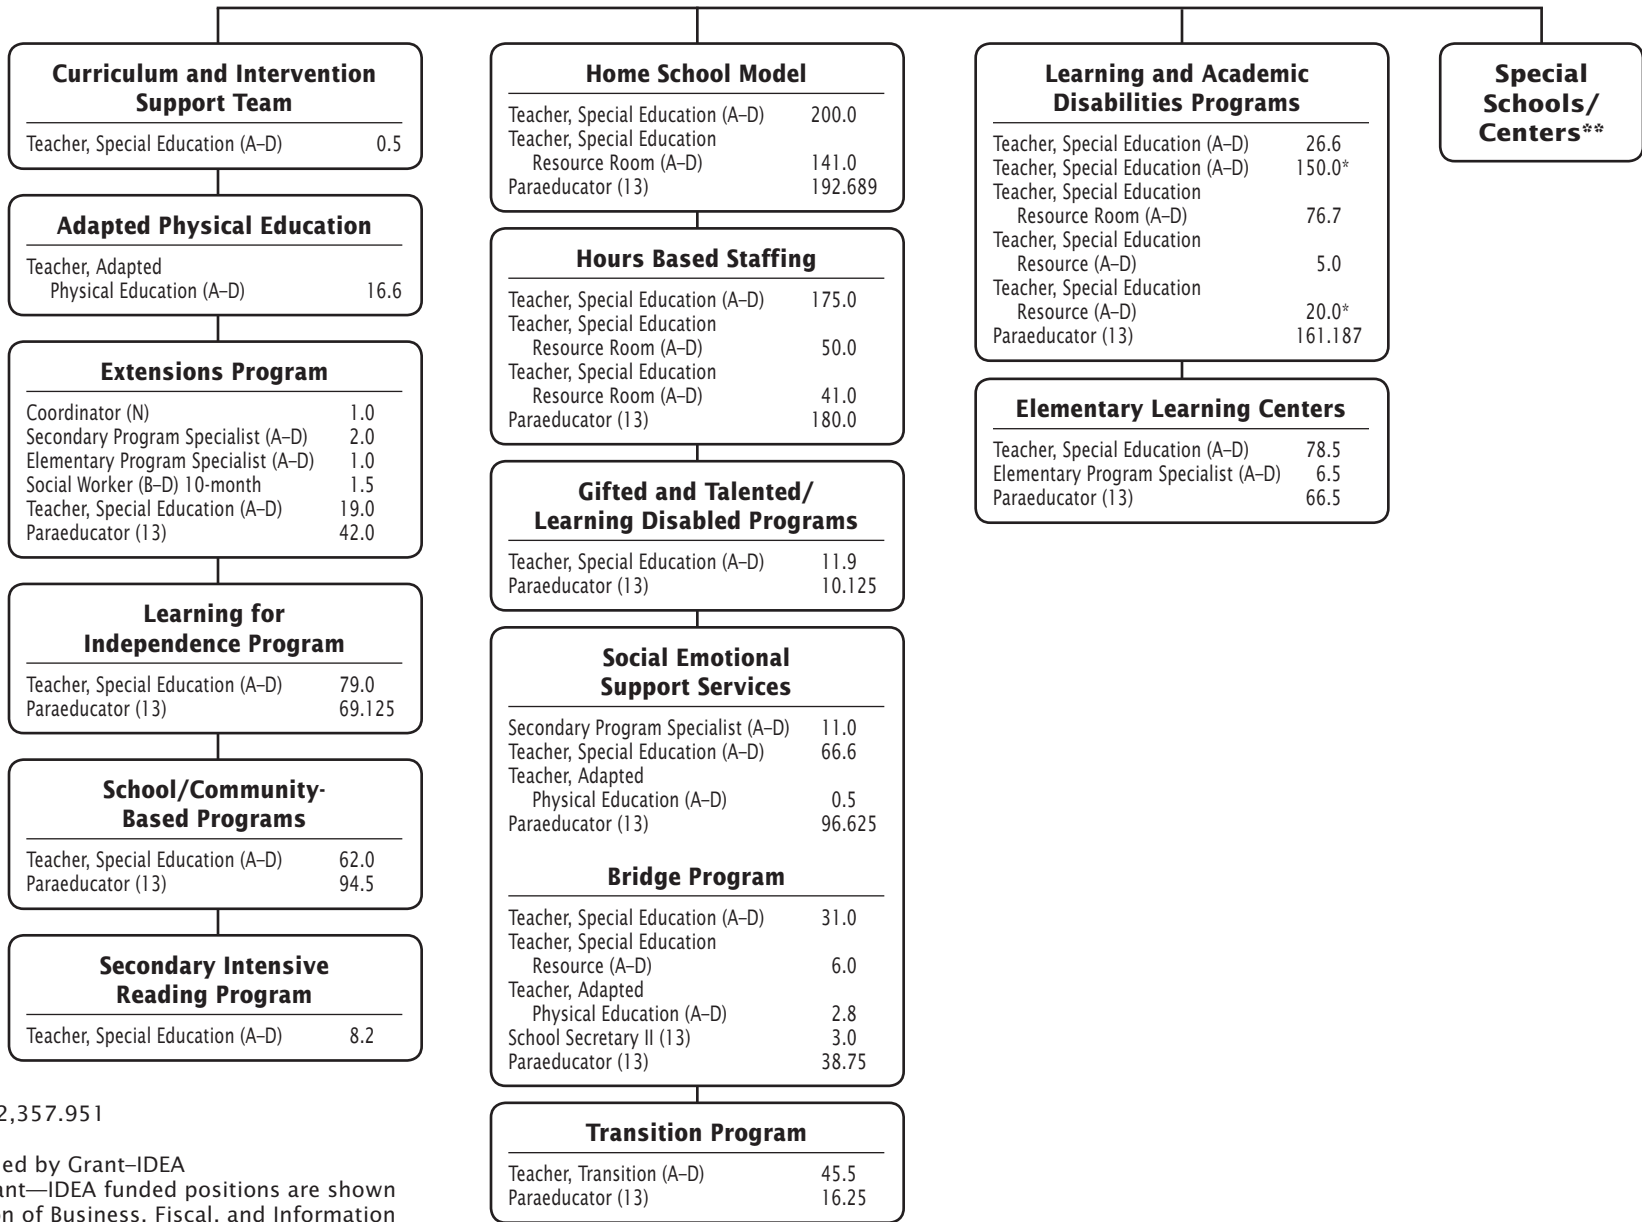 Curriculum and Intervention
Support Team
Teacher, Special Education (A–D) 0.5
Adapted Physical Education
Teacher, Adapted
Physical Education (A–D) 16.6
Extensions Program
Coordinator (N) 1.0
Secondary Program Specialist (A–D) 2.0
Elementary Program Specialist (A–D) 1.0
Social Worker (B–D) 10-month 1.5
Teacher, Special Education (A–D) 19.0
Paraeducator (13) 42.0
Learning for
Independence Program
Teacher, Special Education (A–D) 79.0
Paraeducator (13) 69.125
School/Community-
Based Programs
Teacher, Special Education (A–D) 62.0
Paraeducator (13) 94.5
Secondary Intensive
Reading Program
Teacher, Special Education (A–D) 8.2
2,357.951
ed by Grant–IDEA
ant—IDEA funded positions are shown
on of Business, Fiscal, and Information
Home School Model
Teacher, Special Education (A–D) 200.0
Teacher, Special Education
Resource Room (A–D) 141.0
Paraeducator (13) 192.689
Hours Based Staffing
Teacher, Special Education (A–D) 175.0
Teacher, Special Education
Resource Room (A–D) 50.0
Teacher, Special Education
Resource Room (A–D) 41.0
Paraeducator (13) 180.0
Gifted and Talented/
Learning Disabled Programs
Teacher, Special Education (A–D) 11.9
Paraeducator (13) 10.125
Social Emotional
Support Services
Secondary Program Specialist (A–D) 11.0
Teacher, Special Education (A–D) 66.6
Teacher, Adapted
Physical Education (A–D) 0.5
Paraeducator (13) 96.625
Bridge Program
Teacher, Special Education (A–D) 31.0
Teacher, Special Education
Resource (A–D) 6.0
Teacher, Adapted
Physical Education (A–D) 2.8
School Secretary II (13) 3.0
Paraeducator (13) 38.75
Transition Program
Teacher, Transition (A–D) 45.5
Paraeducator (13) 16.25
Learning and Academic
Disabilities Programs
Teacher, Special Education (A–D) 26.6
Teacher, Special Education (A–D) 150.0*
Teacher, Special Education
Resource Room (A–D) 76.7
Teacher, Special Education
Resource (A–D) 5.0
Teacher, Special Education
Resource (A–D) 20.0*
Paraeducator (13) 161.187
Elementary Learning Centers
Teacher, Special Education (A–D) 78.5
Elementary Program Specialist (A–D) 6.5
Paraeducator (13) 66.5
Special
Schools/
Centers**